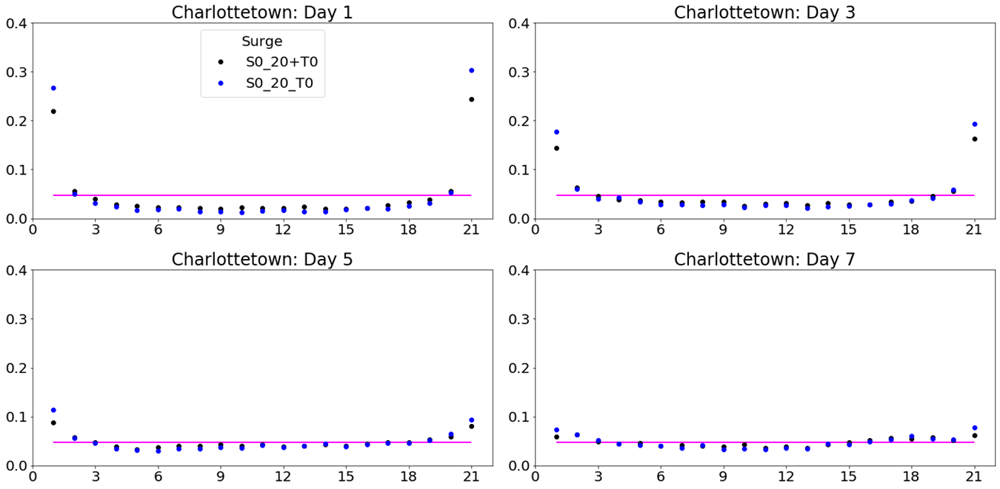 Charlottetown: Day 1
0.4
0.3
0.2
0.1
0.0
Surge
S0_20+T0
S0_20_T0
1 3 6 9 12 15 18 21
Charlottetown: Day 3
0.4
0.3
0.2
0.1
0.0
0 3 6 9 12 15 18 21
Charlottetown: Day 5
0.4
0.3
0.2
0.1
0.0
0 3 6 9 12 15 18 21
Charlottetown: Day 7
0.4
0.3
0.2
0.1
0.0
0 3 6 9 12 15 18 21